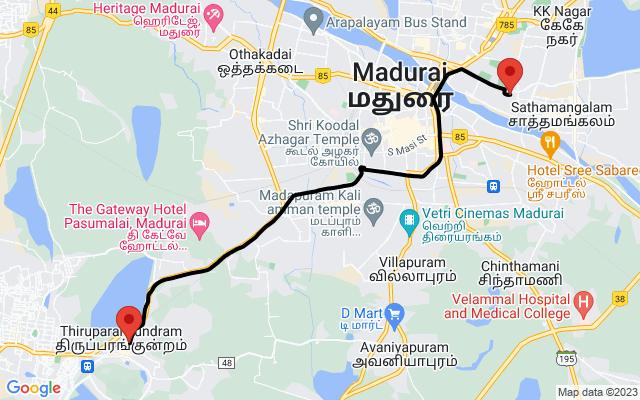 44
Heritage Madurai
ஹெரிடேஜ்,
மதுரை
Arapalayam Bus Stand
785
KK Nagar
கேகே
நகர்
Othakadai
ஒத்தக்கடை
85
85
Madurai
மதுரை
Sathamangalam
சாத்தமங்கலம்
Shri Koodal
Azhagar Temple
கூடல் அழகர்
கோயில்
S Masi St
85
Hotel Sree Sabaree
ஹோட்டல்
ஸ்ரீ சபரீஸ்
Madapuram Kali
amman temple
மடப்புரம்
காளி...
The Gateway Hotel
Pasumalai, Madurai
தி கேட்வே
ஹோட்டல்...
Vetri Cinemas Madurai
வெற்றி
திரையரங்கம்
Villapuram
வில்லாபுரம்
Chinthamani
சிந்தாமணி
Velammal Hospital
and Medical College
D Mart
டி மார்ட்
Thiruparankundram
திருப்பரங்குன்றம்
Avaniyapuram
அவனியாபுரம்
48
195
Google
Map data ©2023